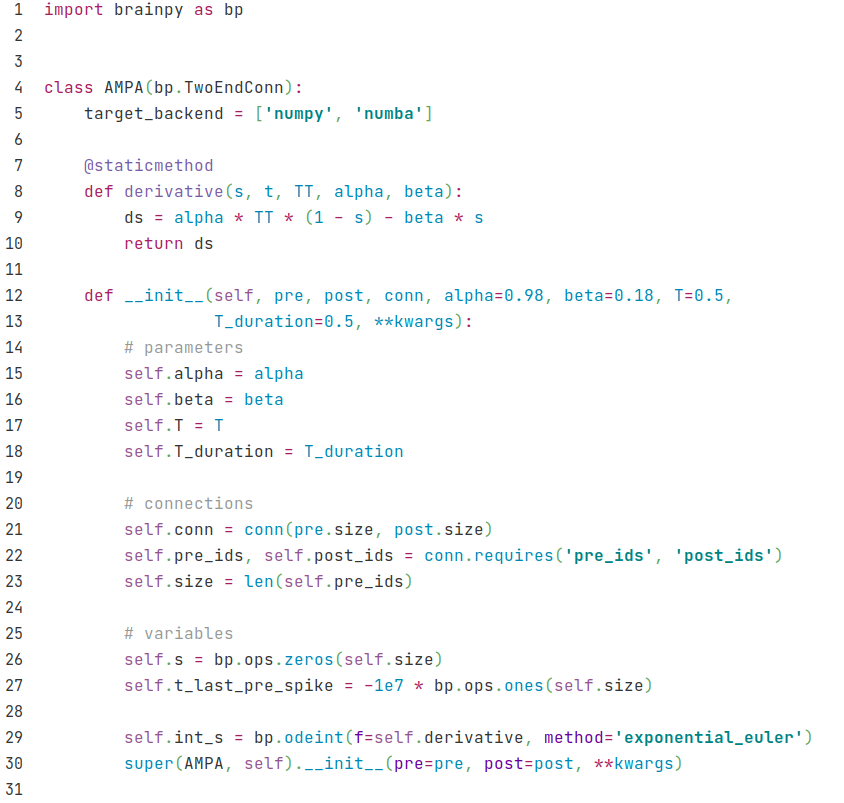 1 import brainpy as bp
2
3
4 class AMPA(bp.TwoEndConn):
5     target_backend = ['numpy', 'numba']
6
7     @staticmethod
8     def derivative(s, t, TT, alpha, beta):
9         ds = alpha * TT * (1 - s) - beta * s
10         return ds
11
12     def __init__(self, pre, post, conn, alpha=0.98, beta=0.18, T=0.5,
13                  T_duration=0.5, **kwargs):
14         # parameters
15         self.alpha = alpha
16         self.beta = beta
17         self.T = T
18         self.T_duration = T_duration
19
20         # connections
21         self.conn = conn(pre.size, post.size)
22         self.pre_ids, self.post_ids = conn.requires('pre_ids', 'post_ids')
23         self.size = len(self.pre_ids)
24
25         # variables
26         self.s = bp.ops.zeros(self.size)
27         self.t_last_pre_spike = -1e7 * bp.ops.ones(self.size)
28
29         self.int_s = bp.odeint(f=self.derivative, method='exponential_euler')
30         super(AMPA, self).__init__(pre=pre, post=post, **kwargs)
31